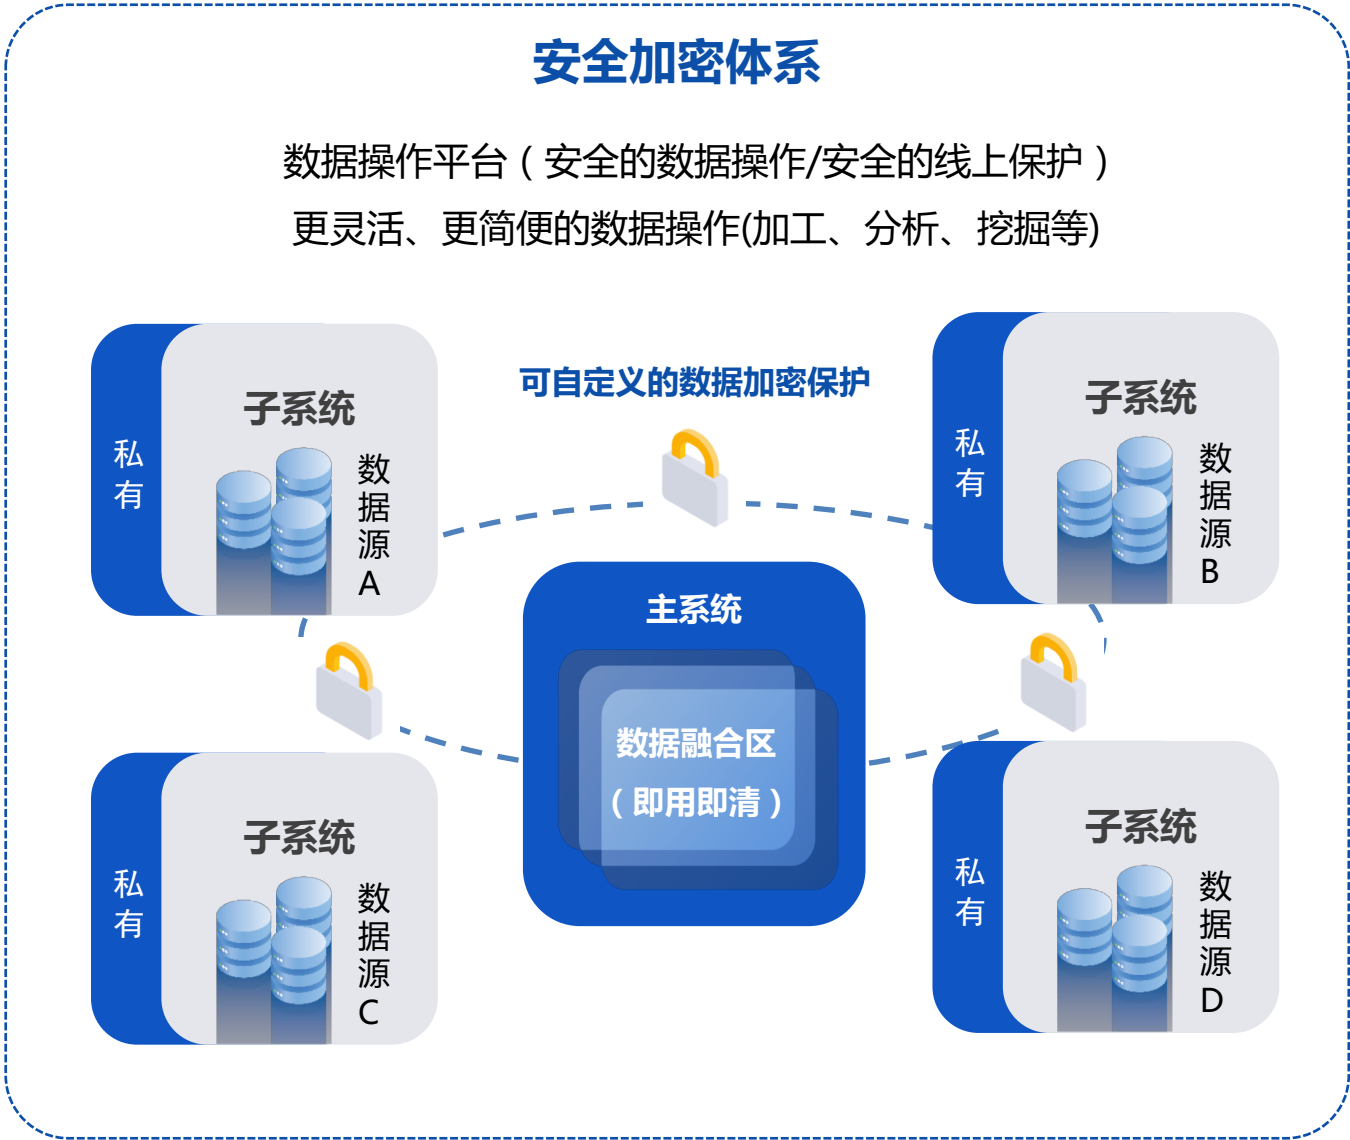 安全加密体系
数据操作平台（安全的数据操作/安全的线上保护）
更灵活、更简便的数据操作(加工、分析、挖掘等)
私有
子系统
数据源A
可自定义的数据加密保护
私有
子系统
数据源B
主系统
数据融合区
（即用即清）
私有
子系统
数据源C
私有
子系统
数据源D